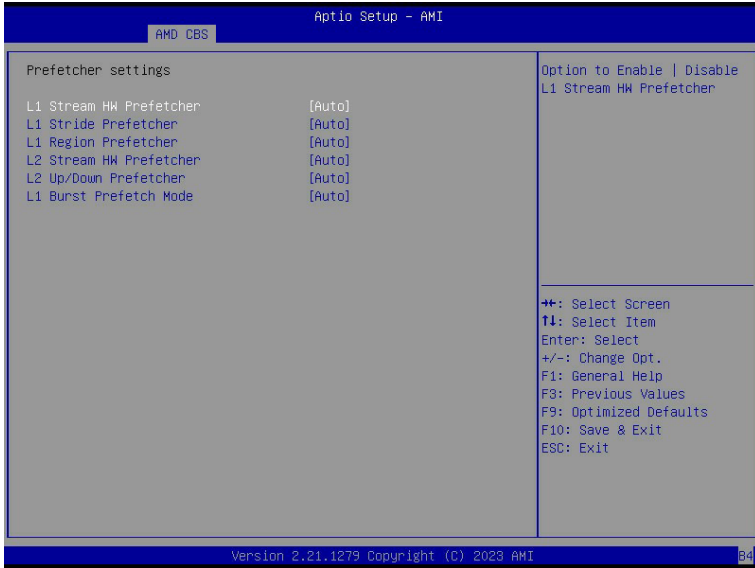 Aptio Setup – AMI
AMD CBS
Prefetcher settings
L1 Stream HW Prefetcher [Auto]
L1 Stride Prefetcher [Auto]
L1 Region Prefetcher [Auto]
L2 Stream HW Prefetcher [Auto]
L2 Up/Down Prefetcher [Auto]
L1 Burst Prefetch Mode [Auto]
Option to Enable | Disable
L1 Stream HW Prefetcher
→←: Select Screen
↑↓: Select Item
Enter: Select
+/-: Change Opt.
F1: General Help
F3: Previous Values
F9: Optimized Defaults
F10: Save & Exit
ESC: Exit
Version 2.21.1279 Copyright (C) 2023 AMI
B4